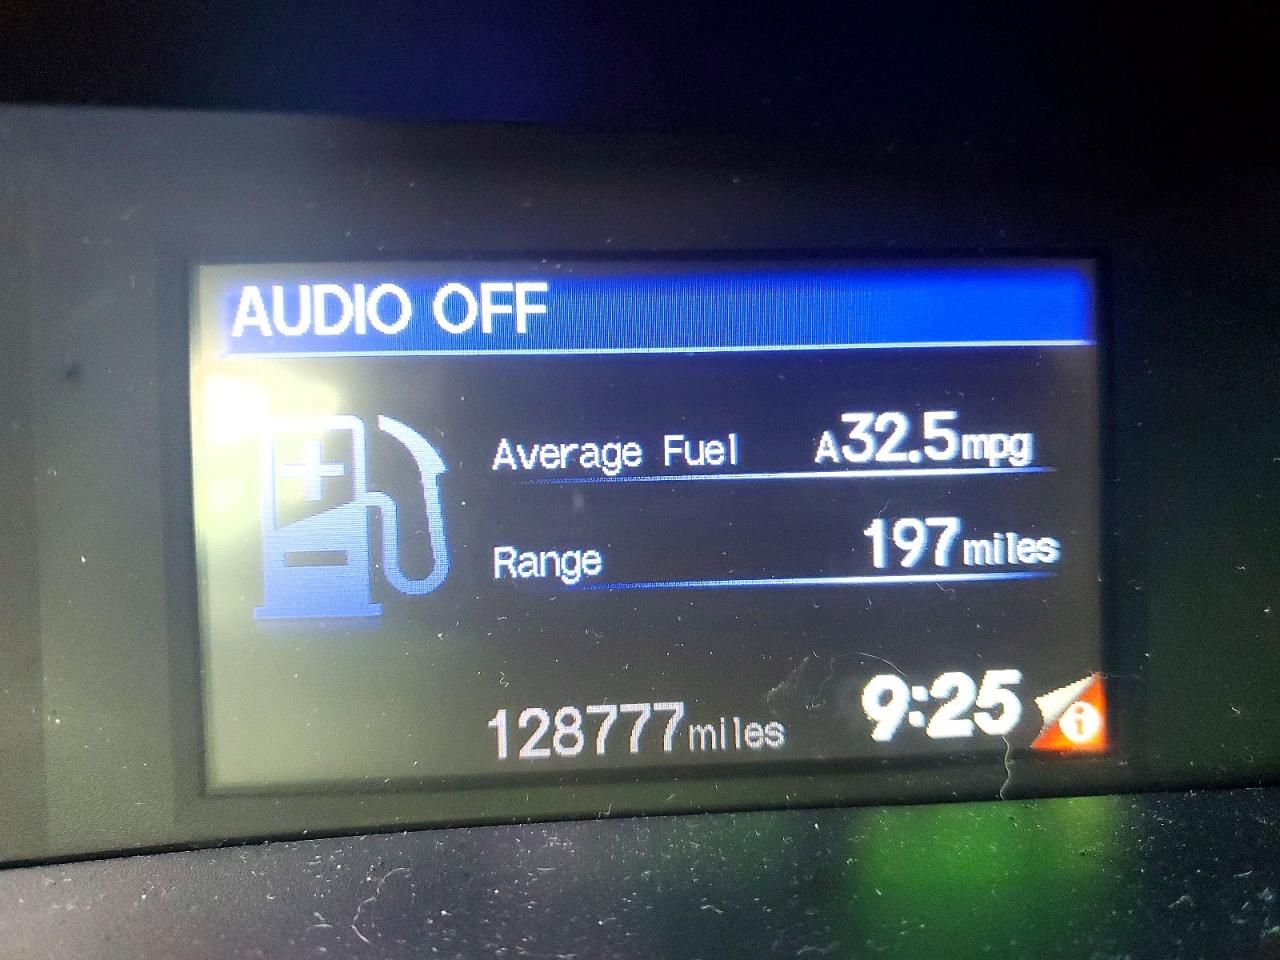 AUDIO OFF
Average Fuel A32.5mpg
Range 197miles
128777miles 9:25 i